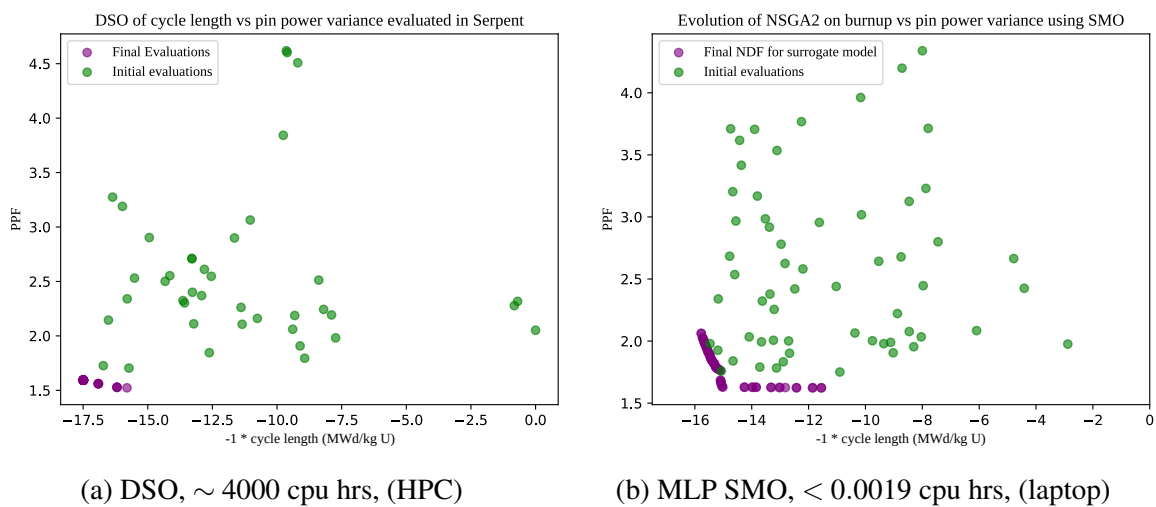 DSO of cycle length vs pin power variance evaluated in Serpent
Final Evaluations
Initial evaluations
PPF
4.5
4.0
3.5
3.0
2.5
2.0
1.5
−17.5 −15.0 −12.5 −10.0 −7.5 −5.0 −2.5 0.0
-1 * cycle length (MWd/kg U)
(a) DSO, ∼ 4000 cpu hrs, (HPC)
Evolution of NSGA2 on burnup vs pin power variance using SMO
Final NDF for surrogate model
Initial evaluations
PPF
4.0
3.5
3.0
2.5
2.0
1.5
−16 −14 −12 −10 −8 −6 −4 −2 0
-1 * cycle length (MWd/kg U)
(b) MLP SMO, < 0.0019 cpu hrs, (laptop)